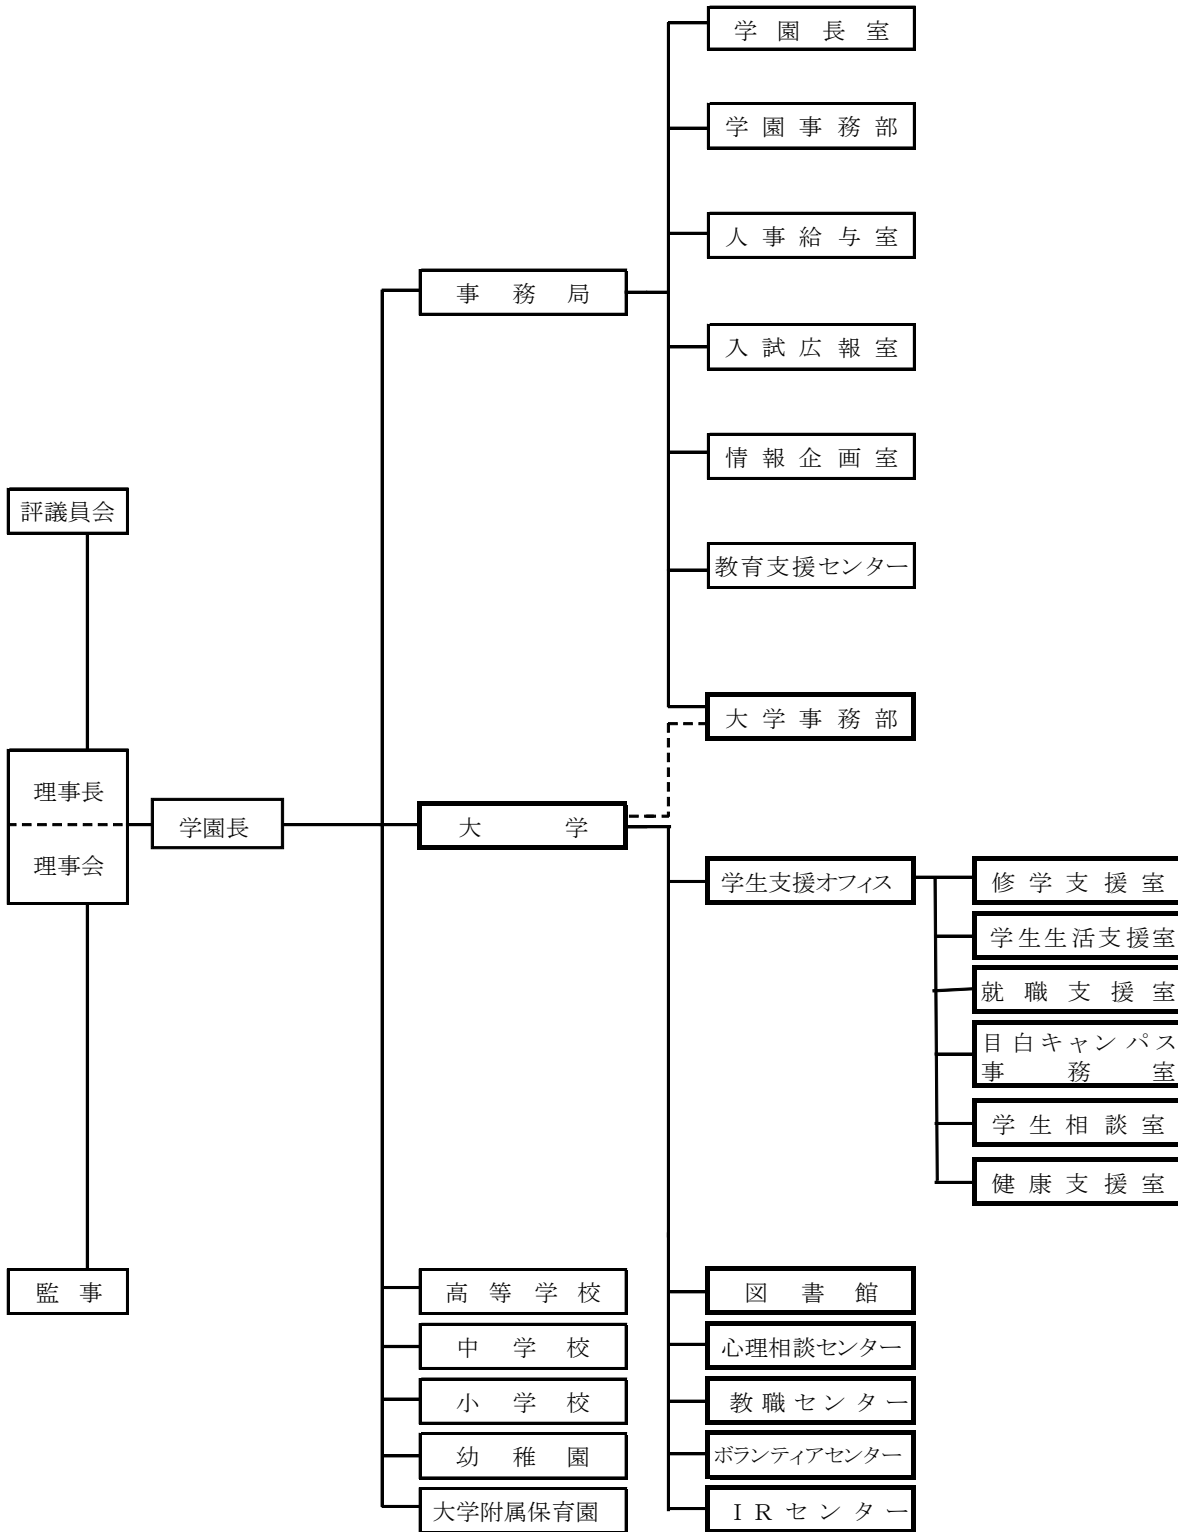 学園長室
学園事務部
人事給与室
事務局
入試広報室
情報企画室
評議員会
教育支援センター
大学事務部
理事長
理事会
学園長
大学
学生支援オフィス
修学支援室
学生生活支援室
就職支援室
目白キャンパス
事務室
学生相談室
健康支援室
監事
高等学校
図書館
中学校
心理相談センター
小学校
教職センター
幼稚園
ボランティアセンター
大学附属保育園
IRセンター